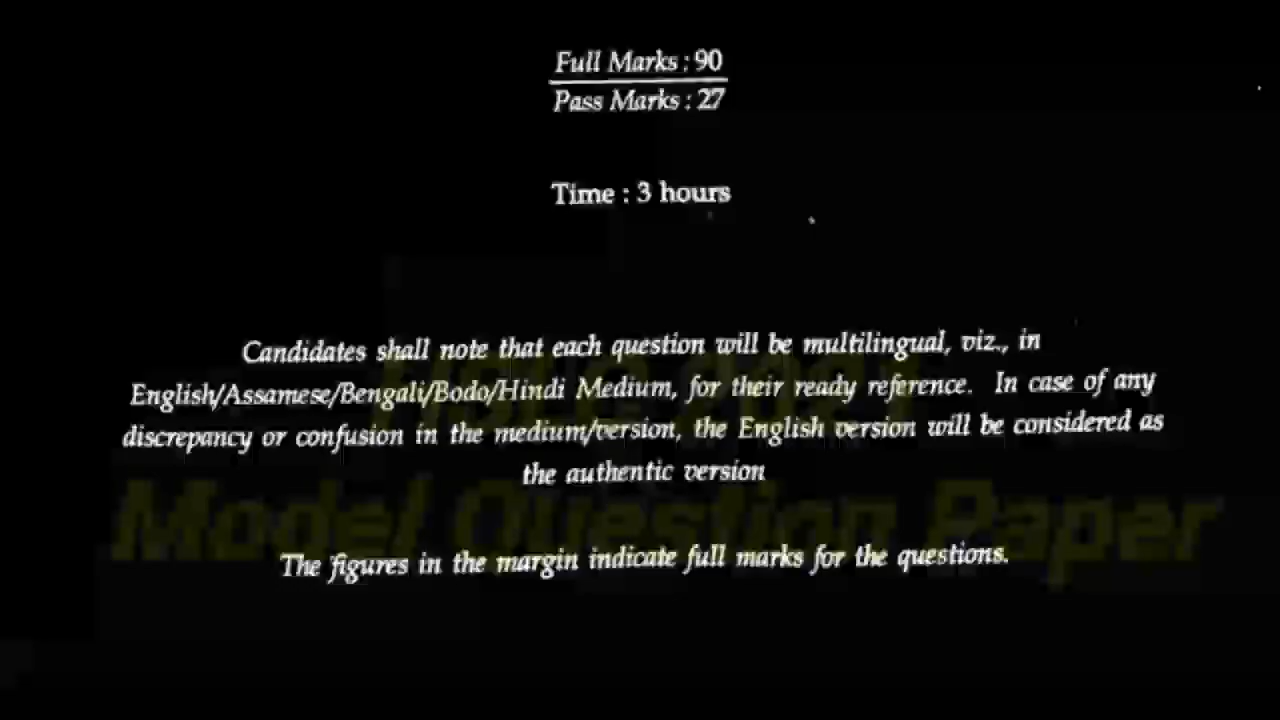 Full Marks : 90
Pass Marks : 27
Time : 3 hours
Candidates shall note that each question will be multilingual, viz., in
English/Assamese/Bengali/Bodo/Hindi Medium, for their ready reference. In case of any
discrepancy or confusion in the medium/version, the English version will be considered as
the authentic version
Model Question Paper
The figures in the margin indicate full marks for the questions.